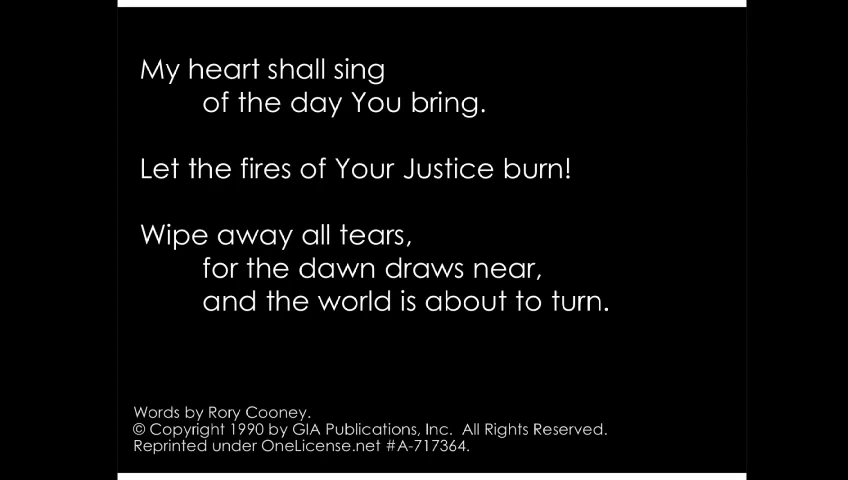 My heart shall sing
of the day You bring.
Let the fires of Your Justice burn!
Wipe away all tears,
for the dawn draws near,
and the world is about to turn.
Words by Rory Cooney.
© Copyright 1990 by GIA Publications, Inc.  All Rights Reserved.
Reprinted under OneLicense.net #A-717364.